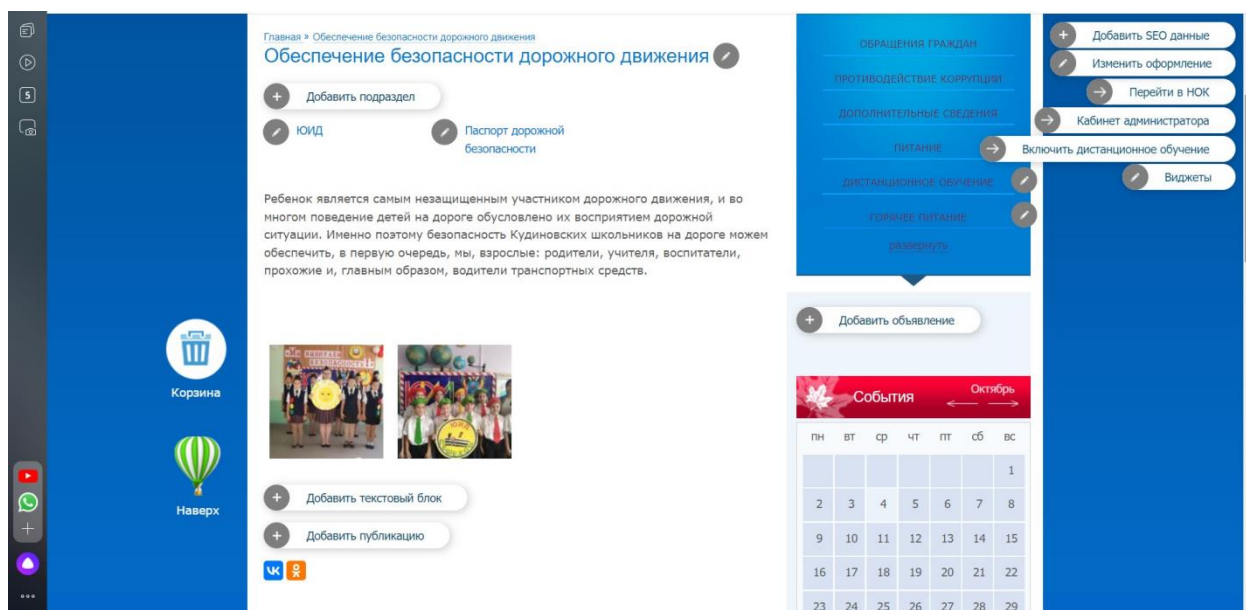 Главная » Обеспечение безопасности дорожного движения
Обеспечение безопасности дорожного движения
Добавить подраздел
ЮИД
Паспорт дорожной
безопасности
Ребенок является самым незащищенным участником дорожного движения, и во
многом поведение детей на дороге обусловлено их восприятием дорожной
ситуации. Именно поэтому безопасность Кудиновских школьников на дороге можем
обеспечить, в первую очередь, мы, взрослые: родители, учителя, воспитатели,
прохожие и, главным образом, водители транспортных средств.
Корзина
Наверх
ЮИД
Добавить текстовый блок
Добавить публикацию
ОБРАЩЕНИЯ ГРАЖДАН
ПРОТИВОДЕЙСТВИЕ КОРРУПЦИИ
ДОПОЛНИТЕЛЬНЫЕ СВЕДЕНИЯ
ПИТАНИЕ
ДИСТАНЦИОННОЕ ОБУЧЕНИЕ
ГОРЯЧЕЕ ПИТАНИЕ
развернуть
Добавить объявление
События
Октябрь
пн вт ср чт пт сб вс
1
2 3 4 5 6 7 8
9 10 11 12 13 14 15
16 17 18 19 20 21 22
23 24 25 26 27 28 29
Добавить SEO данные
Изменить оформление
Перейти в НОК
Кабинет администратора
Включить дистанционное обучение
Виджеты
5